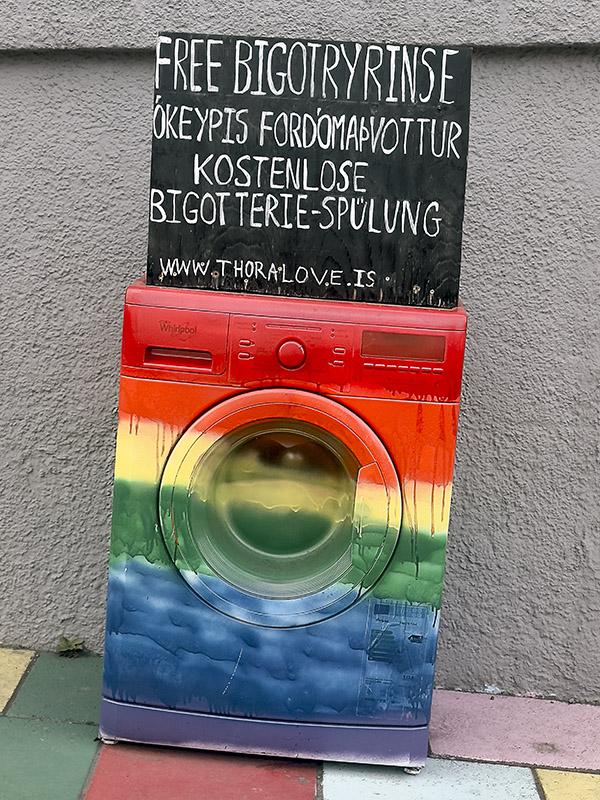 FREE BIGOTRYRINSE
ÓKEYPIS FORDÓMAÞVOTTUR
KOSTENLOSE
BIGOTTERIE-SPÜLUNG
WWW.THORALOVE.IS
Whirlpool